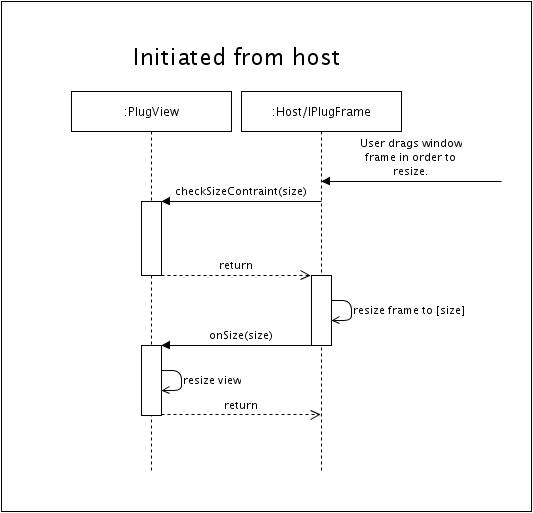 Initiated from host
:PlugView
:Host/IPlugFrame
User drags window
frame in order to
resize.
checkSizeContraint(size)
return
resize frame to [size]
onSize(size)
resize view
return